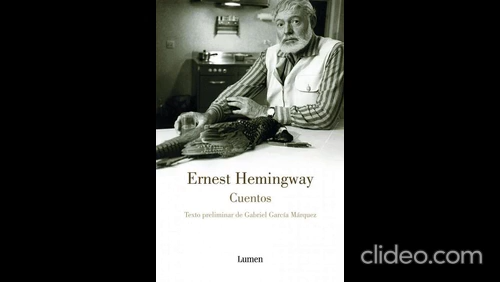 Ernest Hemingway
Cuentos
Texto preliminar de Gabriel García Márquez
Lumen
clideo.com